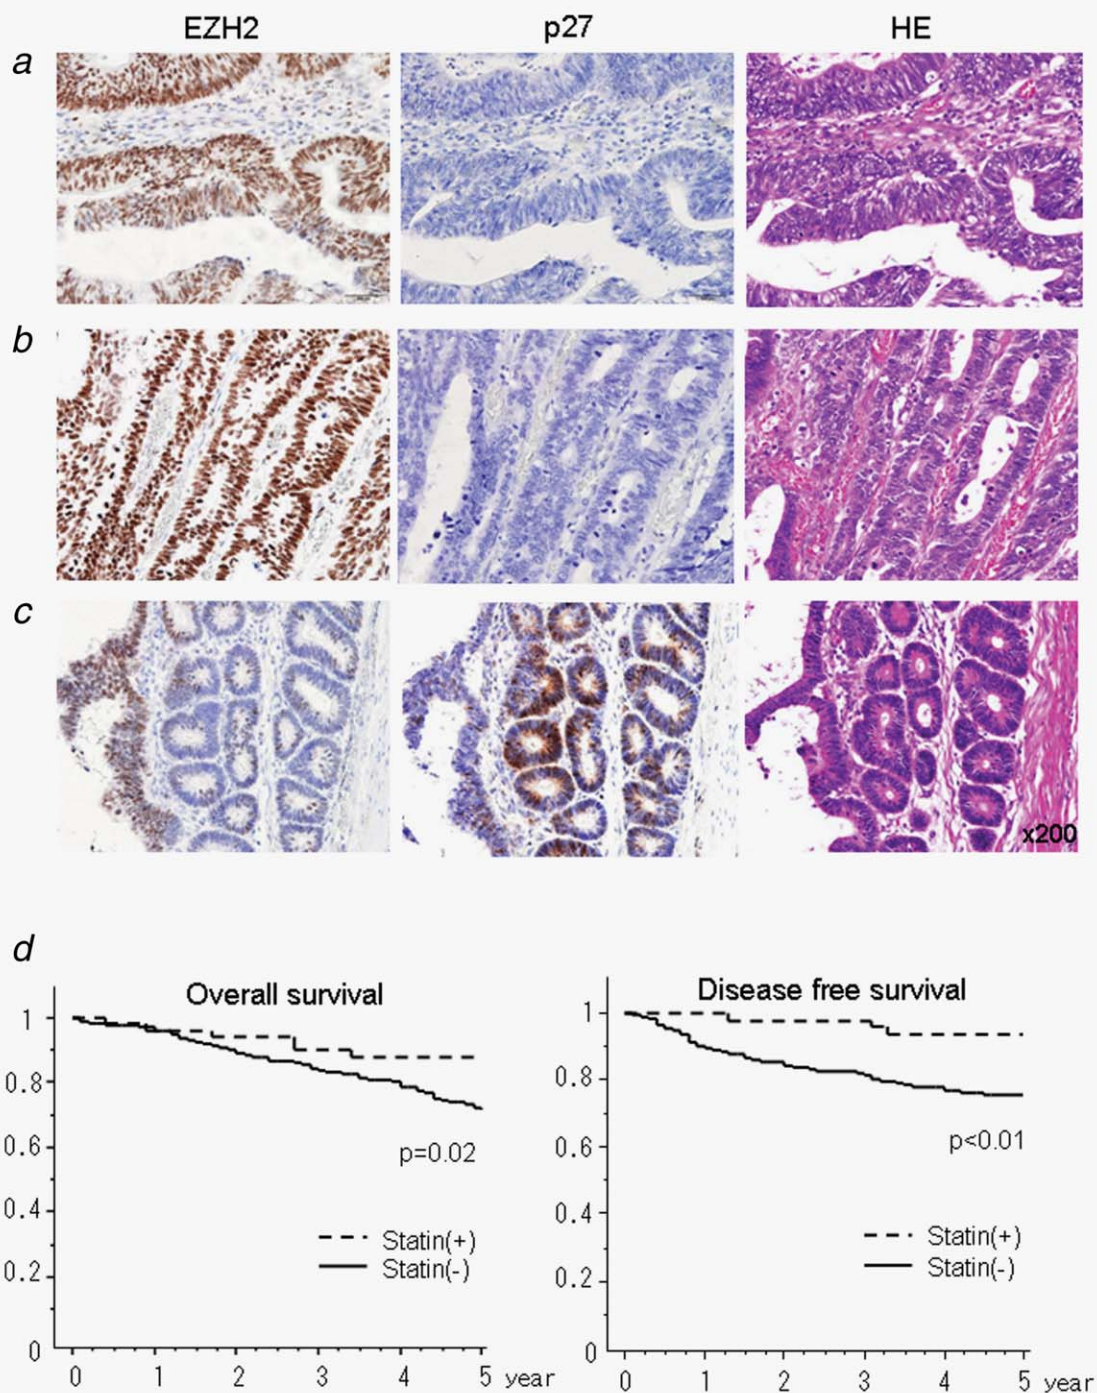 EZH2 p27 HE
a
b
c
x200
d
Overall survival
1
0.8
0.6
0.4
0.2
0
p=0.02
Statin(+)
Statin(-)
0 1 2 3 4 5 year
Disease free survival
1
0.8
0.6
0.4
0.2
0
p<0.01
Statin(+)
Statin(-)
0 1 2 3 4 5 year